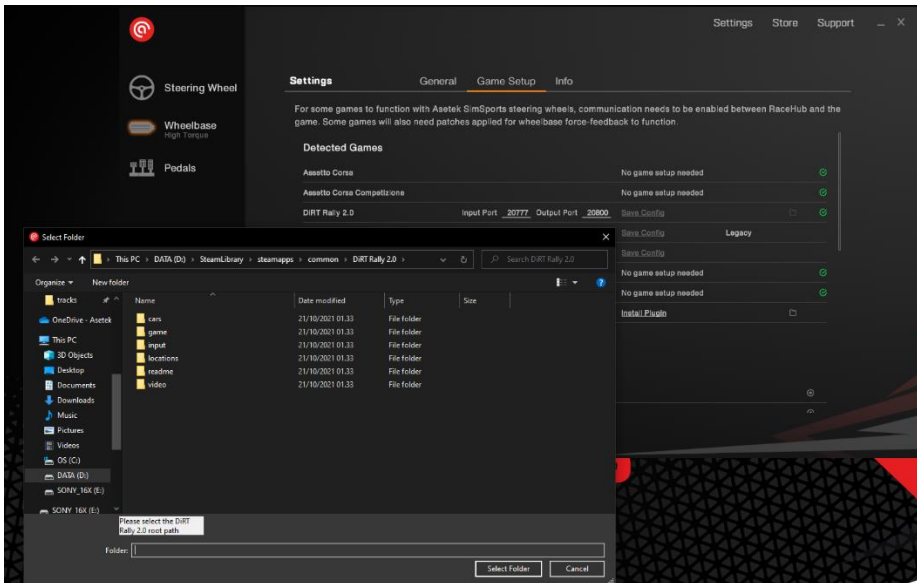 Settings Store Support
Steering Wheel
Wheelbase
High Torque
Pedals
Settings General Game Setup Info
For some games to function with Asetek SimSports steering wheels, communication needs to be enabled between RaceHub and the
game. Some games will also need patches applied for wheelbase force-feedback to function.
Detected Games
Assetto Corsa No game setup needed
Assetto Corsa Competizione No game setup needed
DiRT Rally 2.0 Input Port 20777 Output Port 20800 Save Config
Save Config Legacy
Save Config
No game setup needed
No game setup needed
Install Plugin
Select Folder
This PC › DATA (D:) › SteamLibrary › steamapps › common › DiRT Rally 2.0 › Search DiRT Rally 2.0
Organize New folder
tracks Name Date modified Type Size
OneDrive - Asetek
This PC
3D Objects
Desktop
Documents
Downloads
Music
Pictures
Videos
OS (C:)
DATA (D:)
SONY_16X (E:)
SONY 16X (E:)
cars 21/10/2021 01.33 File folder
game 21/10/2021 01.33 File folder
input 21/10/2021 01.33 File folder
locations 21/10/2021 01.33 File folder
readme 21/10/2021 01.33 File folder
video 21/10/2021 01.33 File folder
Please select the DiRT
Rally 2.0 root path
Folder:
Select Folder Cancel